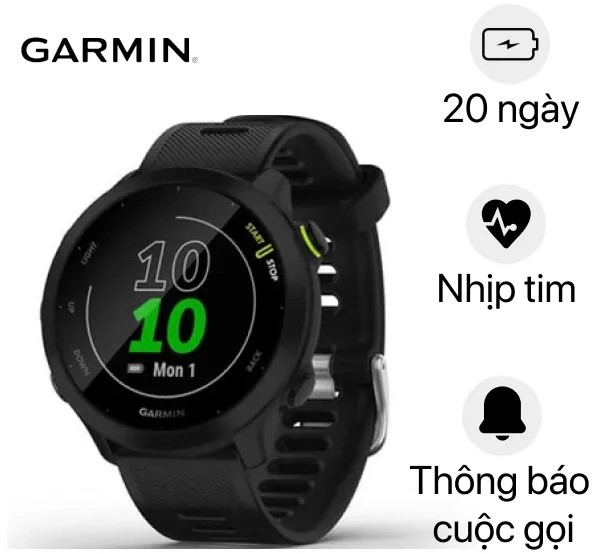 GARMIN®
20 ngày
Nhịp tim
Thông báo
cuộc gọi
LIGHT
START
STOP
UP
DOWN
BACK
10
10
Mon 1
GARMIN